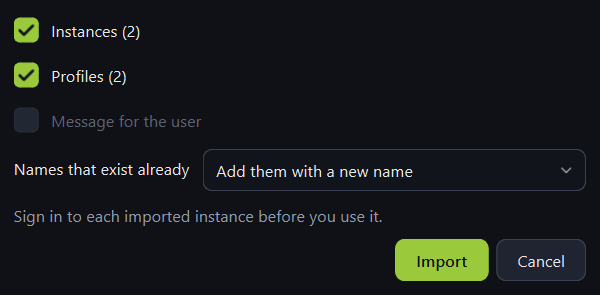 Instances (2)
Profiles (2)
Message for the user
Names that exist already Add them with a new name
Sign in to each imported instance before you use it.
Import Cancel